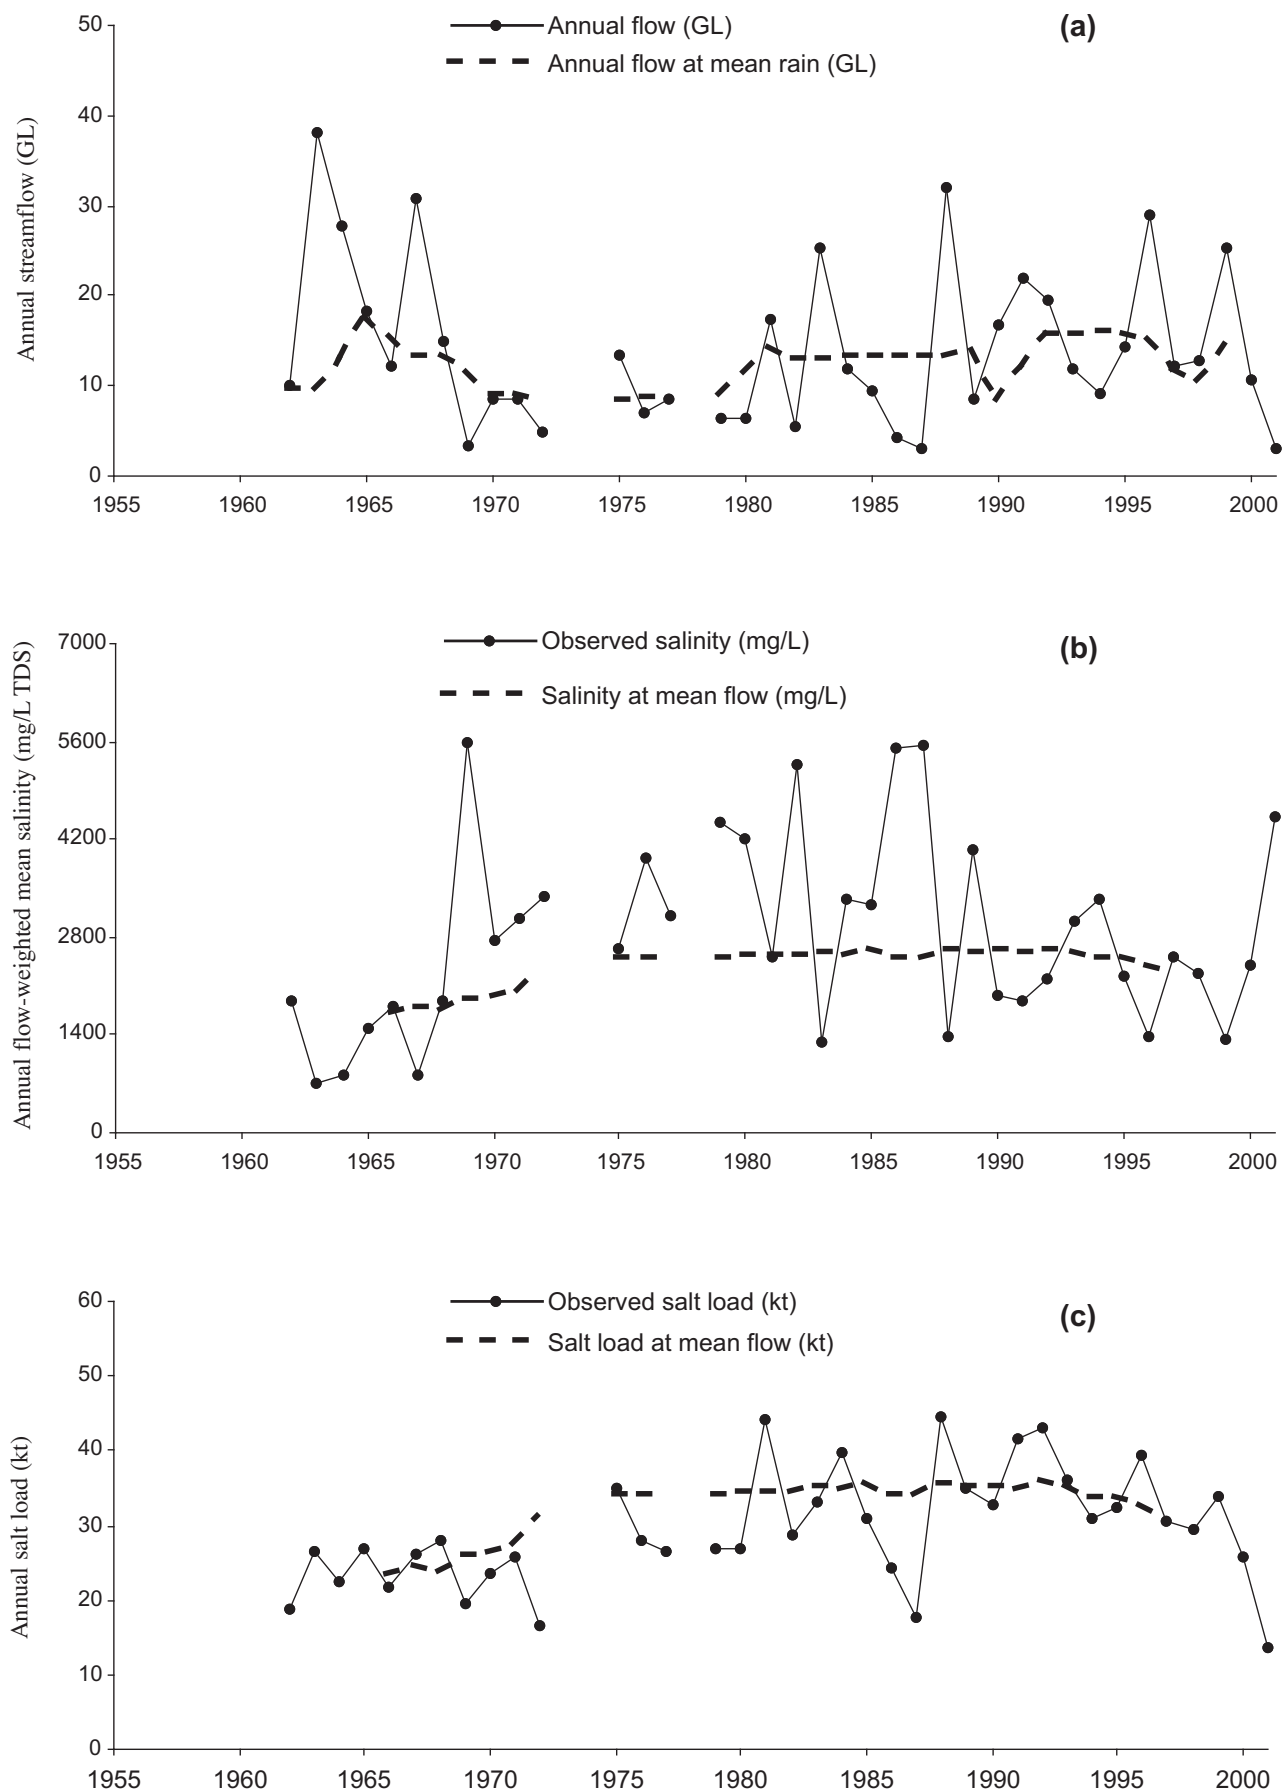 Annual flow (GL)
Annual flow at mean rain (GL)
(a)
Annual streamflow (GL)
50
40
30
20
10
0
1955 1960 1965 1970 1975 1980 1985 1990 1995 2000
Observed salinity (mg/L)
Salinity at mean flow (mg/L)
(b)
Annual flow-weighted mean salinity (mg/L TDS)
7000
5600
4200
2800
1400
0
1955 1960 1965 1970 1975 1980 1985 1990 1995 2000
Observed salt load (kt)
Salt load at mean flow (kt)
(c)
Annual salt load (kt)
60
50
40
30
20
10
0
1955 1960 1965 1970 1975 1980 1985 1990 1995 2000